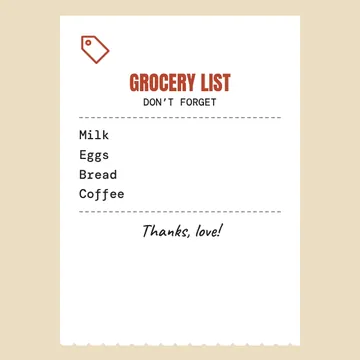 GROCERY LIST
DON'T FORGET
Milk
Eggs
Bread
Coffee
Thanks, love!